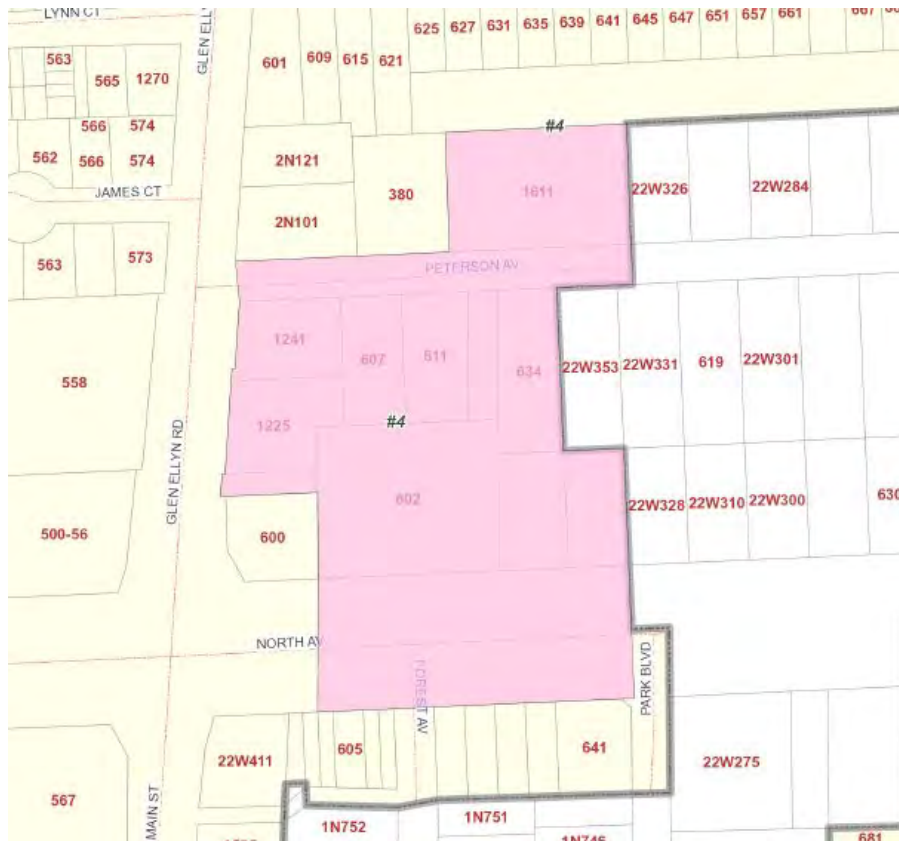 LYNN CT
GLEN ELL
625 627 631 635 639 641 645 647 651 657 661 667
563
565 1270
601 609 615 621
566 574
#4
562 566 574
2N121
1611
22W326 22W284
JAMES CT
380
2N101
563 573
PETERSON AV
1241
607 611
634
22W353 22W331 619 22W301
558
1225
#4
GLEN ELLYN RD
602
22W328 22W310 22W300 630
500-56
600
NORTH AV
FOREST AV
PARK BLVD
605
641
22W411
22W275
567
MAIN ST
1N752
1N751
1N746
681